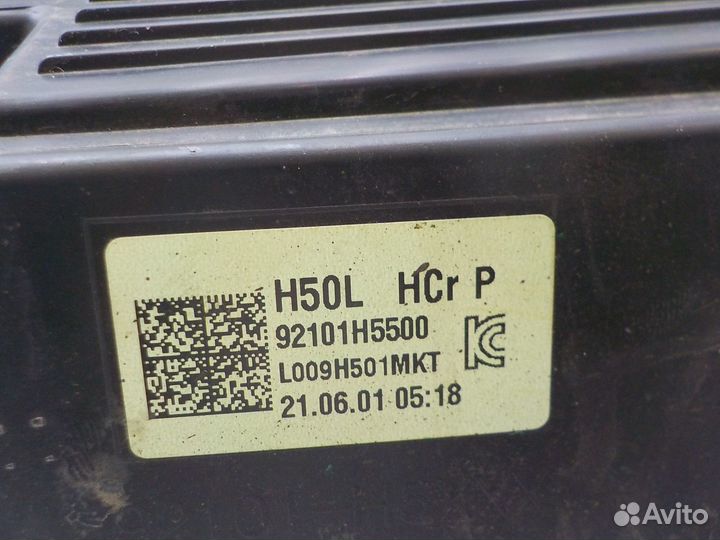 H50L HCr P
92101H5500
L009H501MKT
21.06.01 05:18
Avito